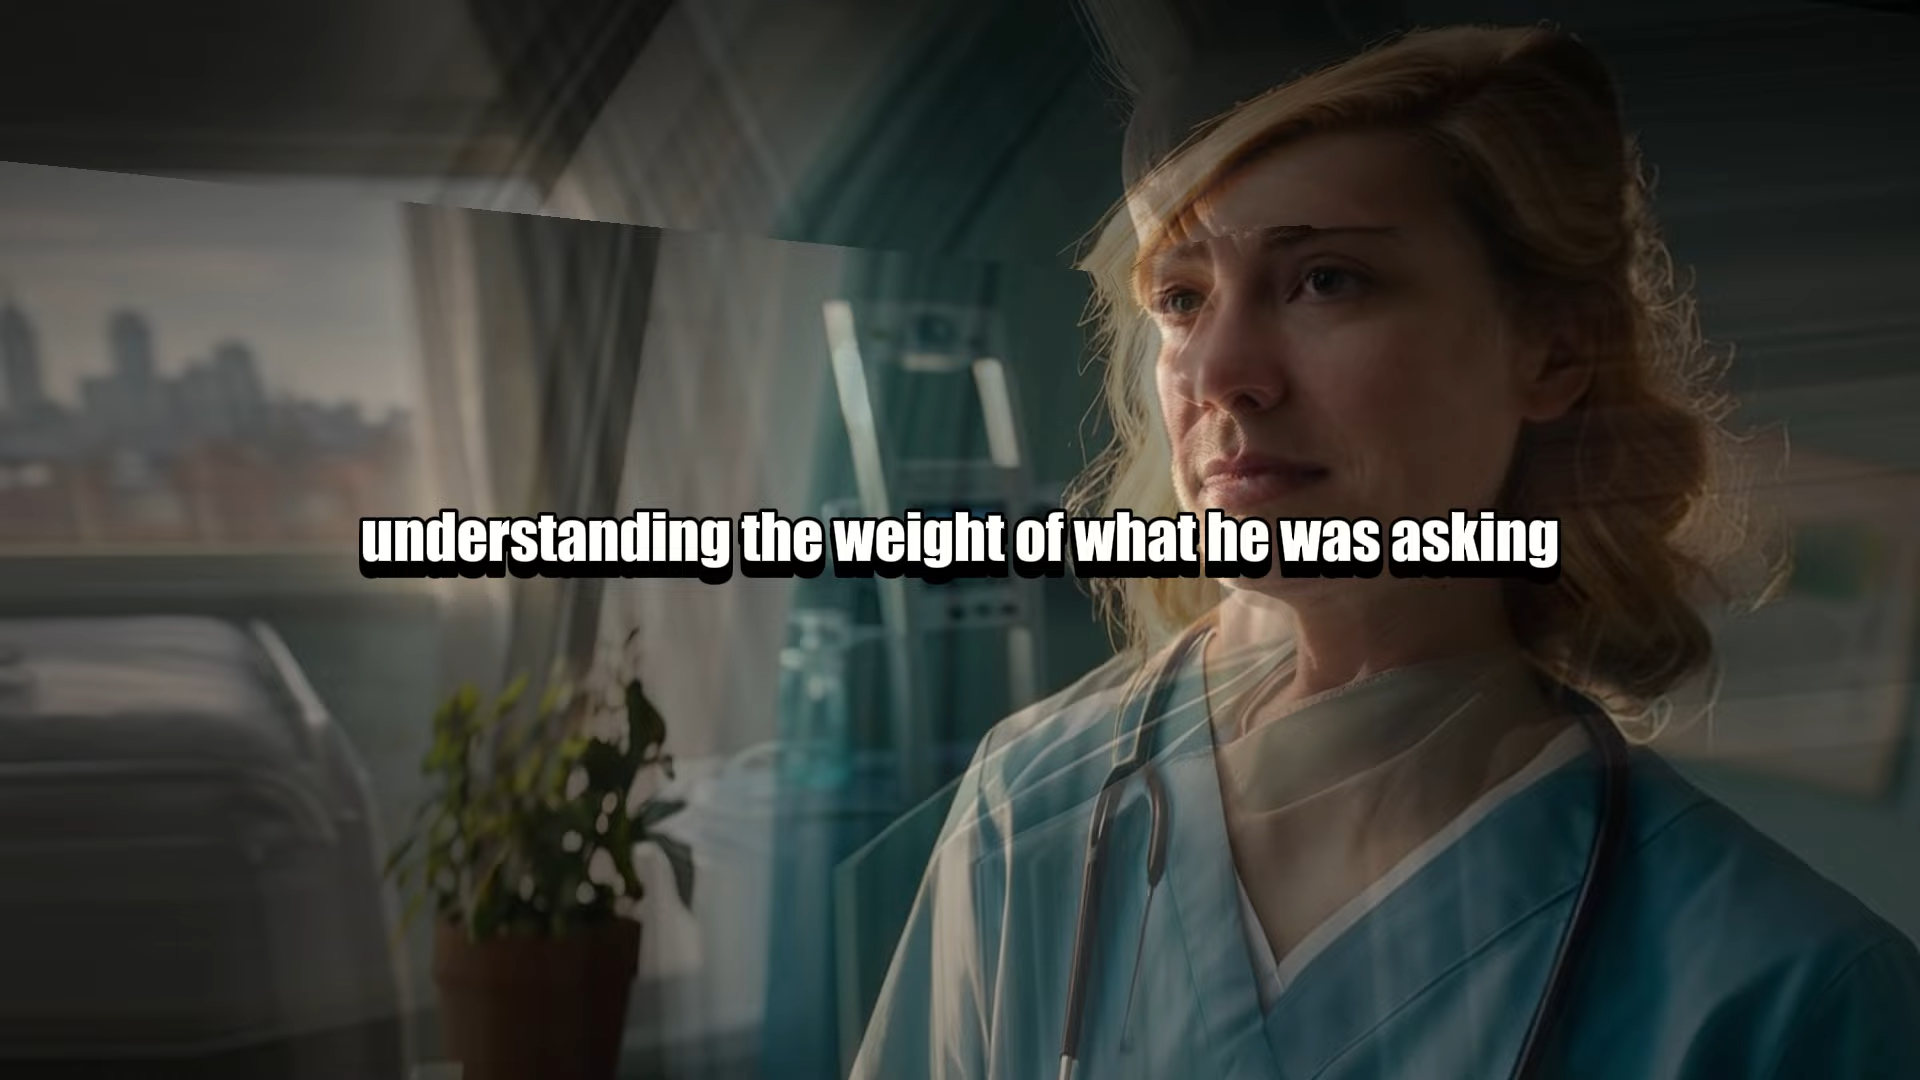 understanding the weight of what he was asking